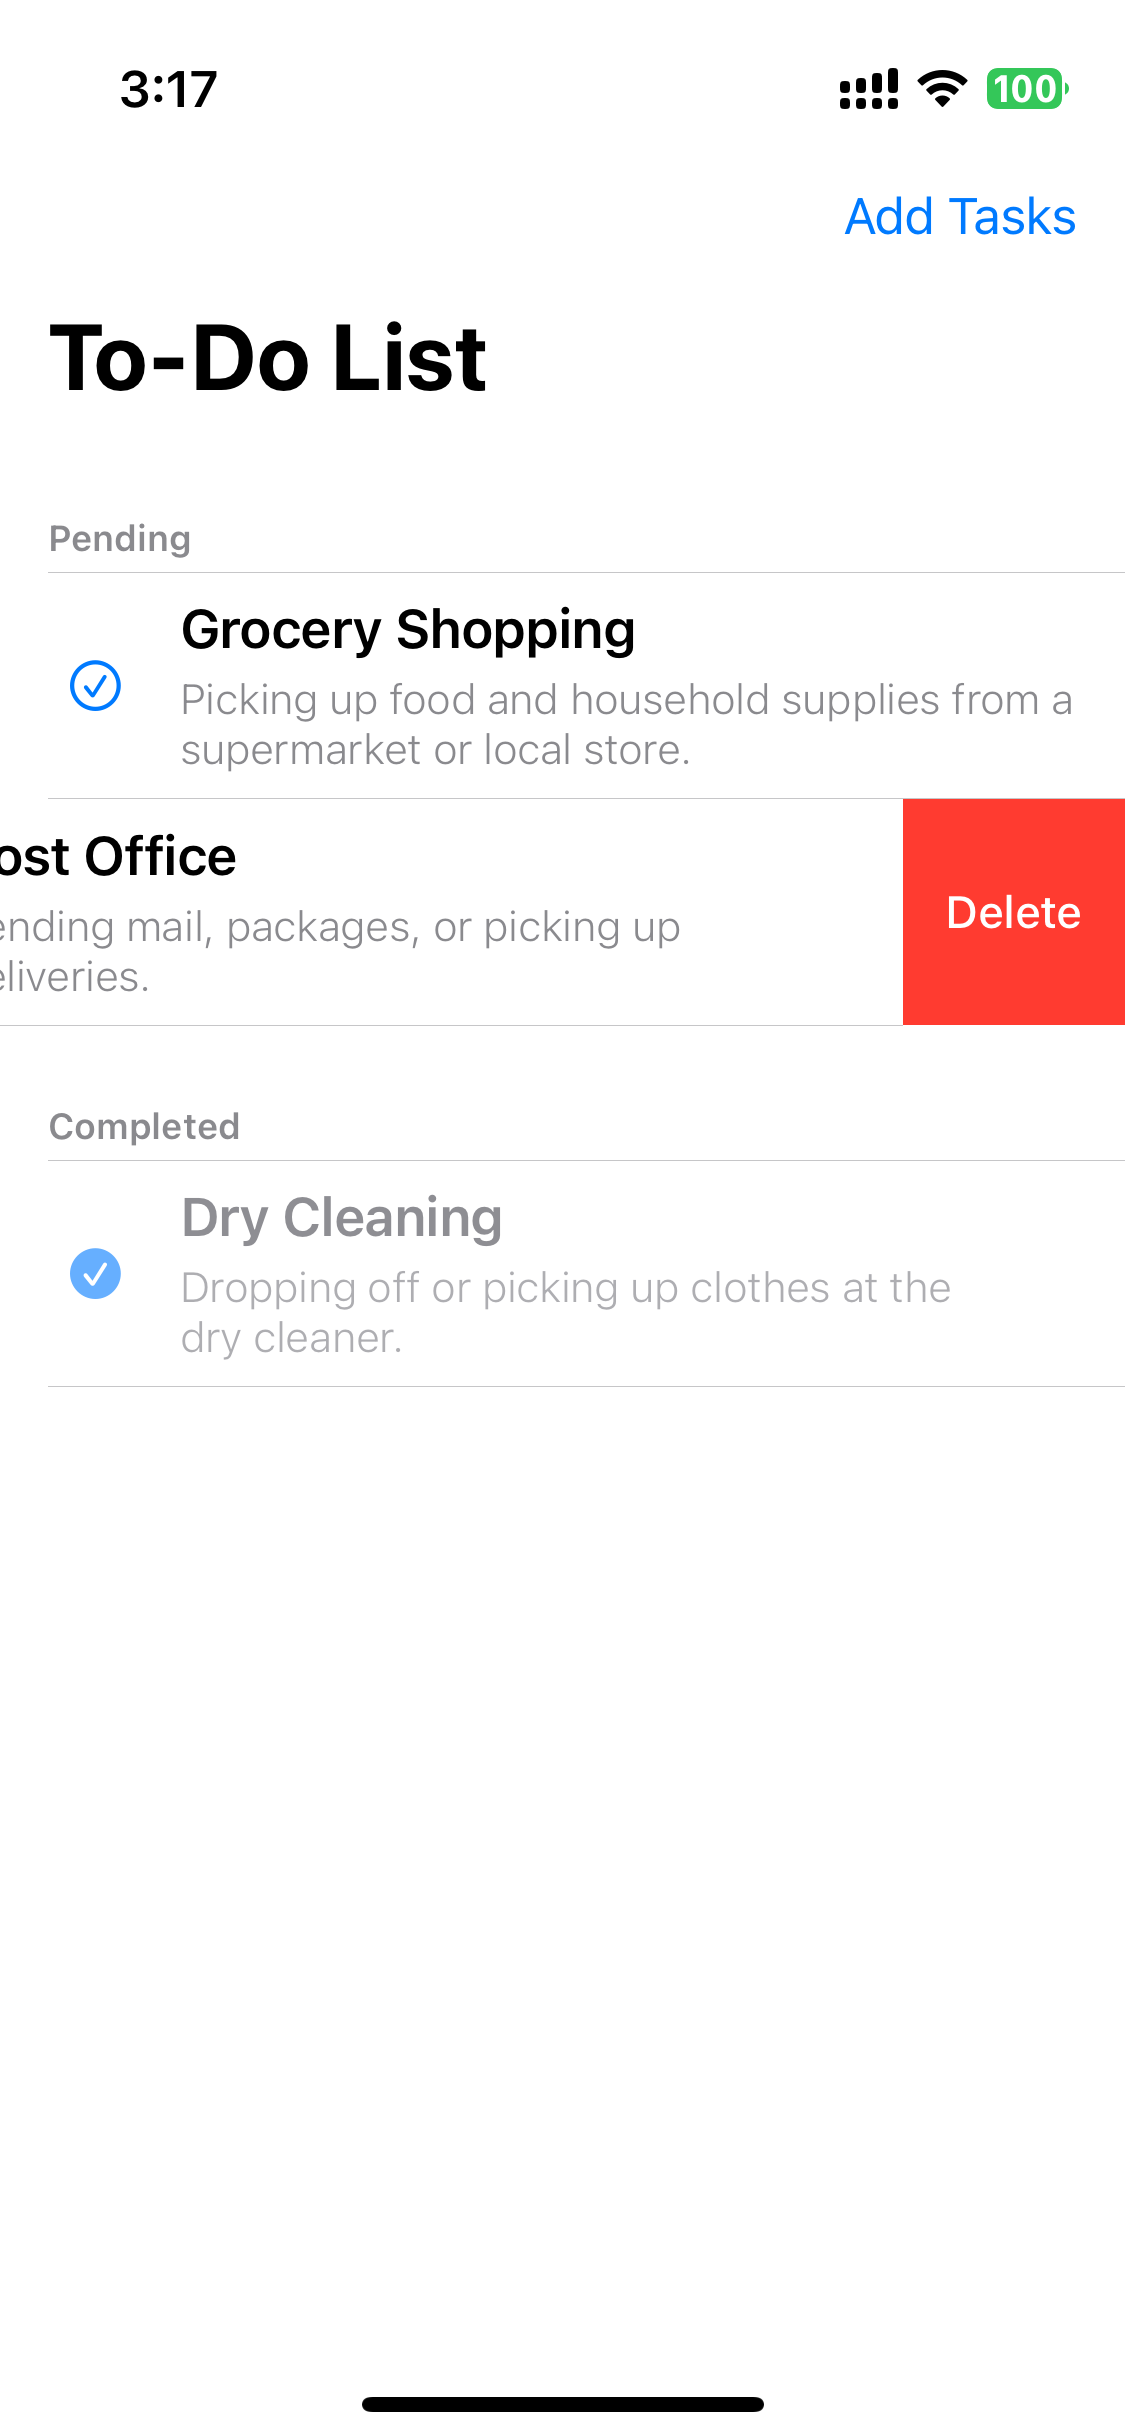 3:17
100
Add Tasks
To-Do List
Pending
Grocery Shopping
Picking up food and household supplies from a
supermarket or local store.
ost Office
ending mail, packages, or picking up
eliveries.
Delete
Completed
Dry Cleaning
Dropping off or picking up clothes at the
dry cleaner.